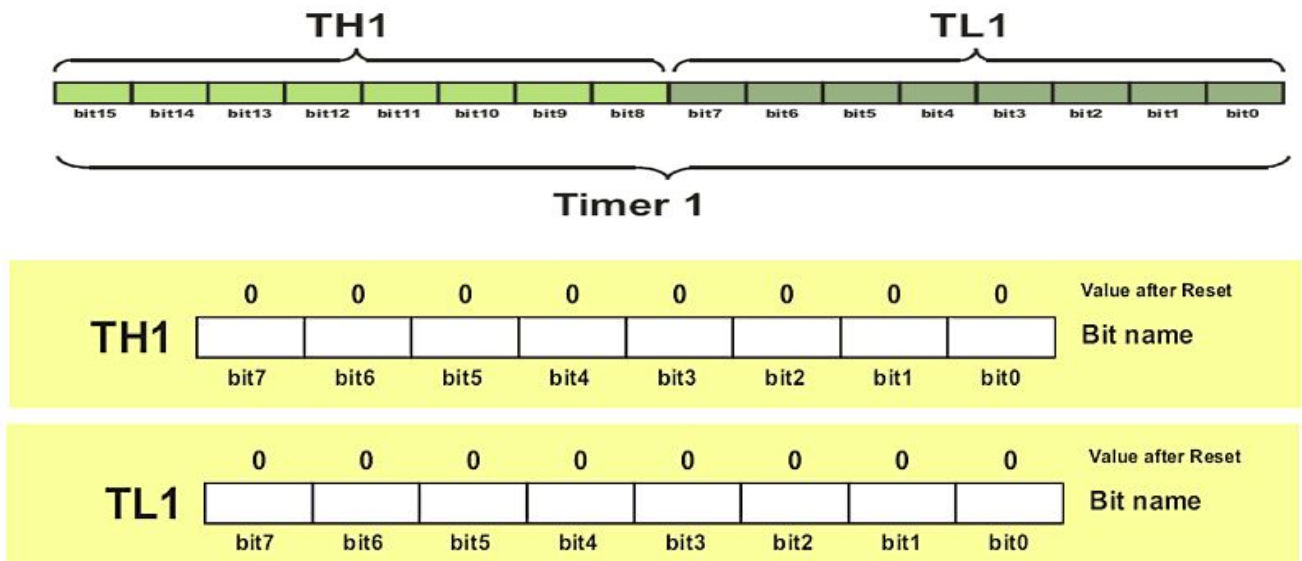 TH1 TL1
bit15 bit14 bit13 bit12 bit11 bit10 bit9 bit8 bit7 bit6 bit5 bit4 bit3 bit2 bit1 bit0
Timer 1
0 0 0 0 0 0 0 0 Value after Reset
TH1 Bit name
bit7 bit6 bit5 bit4 bit3 bit2 bit1 bit0
0 0 0 0 0 0 0 0 Value after Reset
TL1 Bit name
bit7 bit6 bit5 bit4 bit3 bit2 bit1 bit0